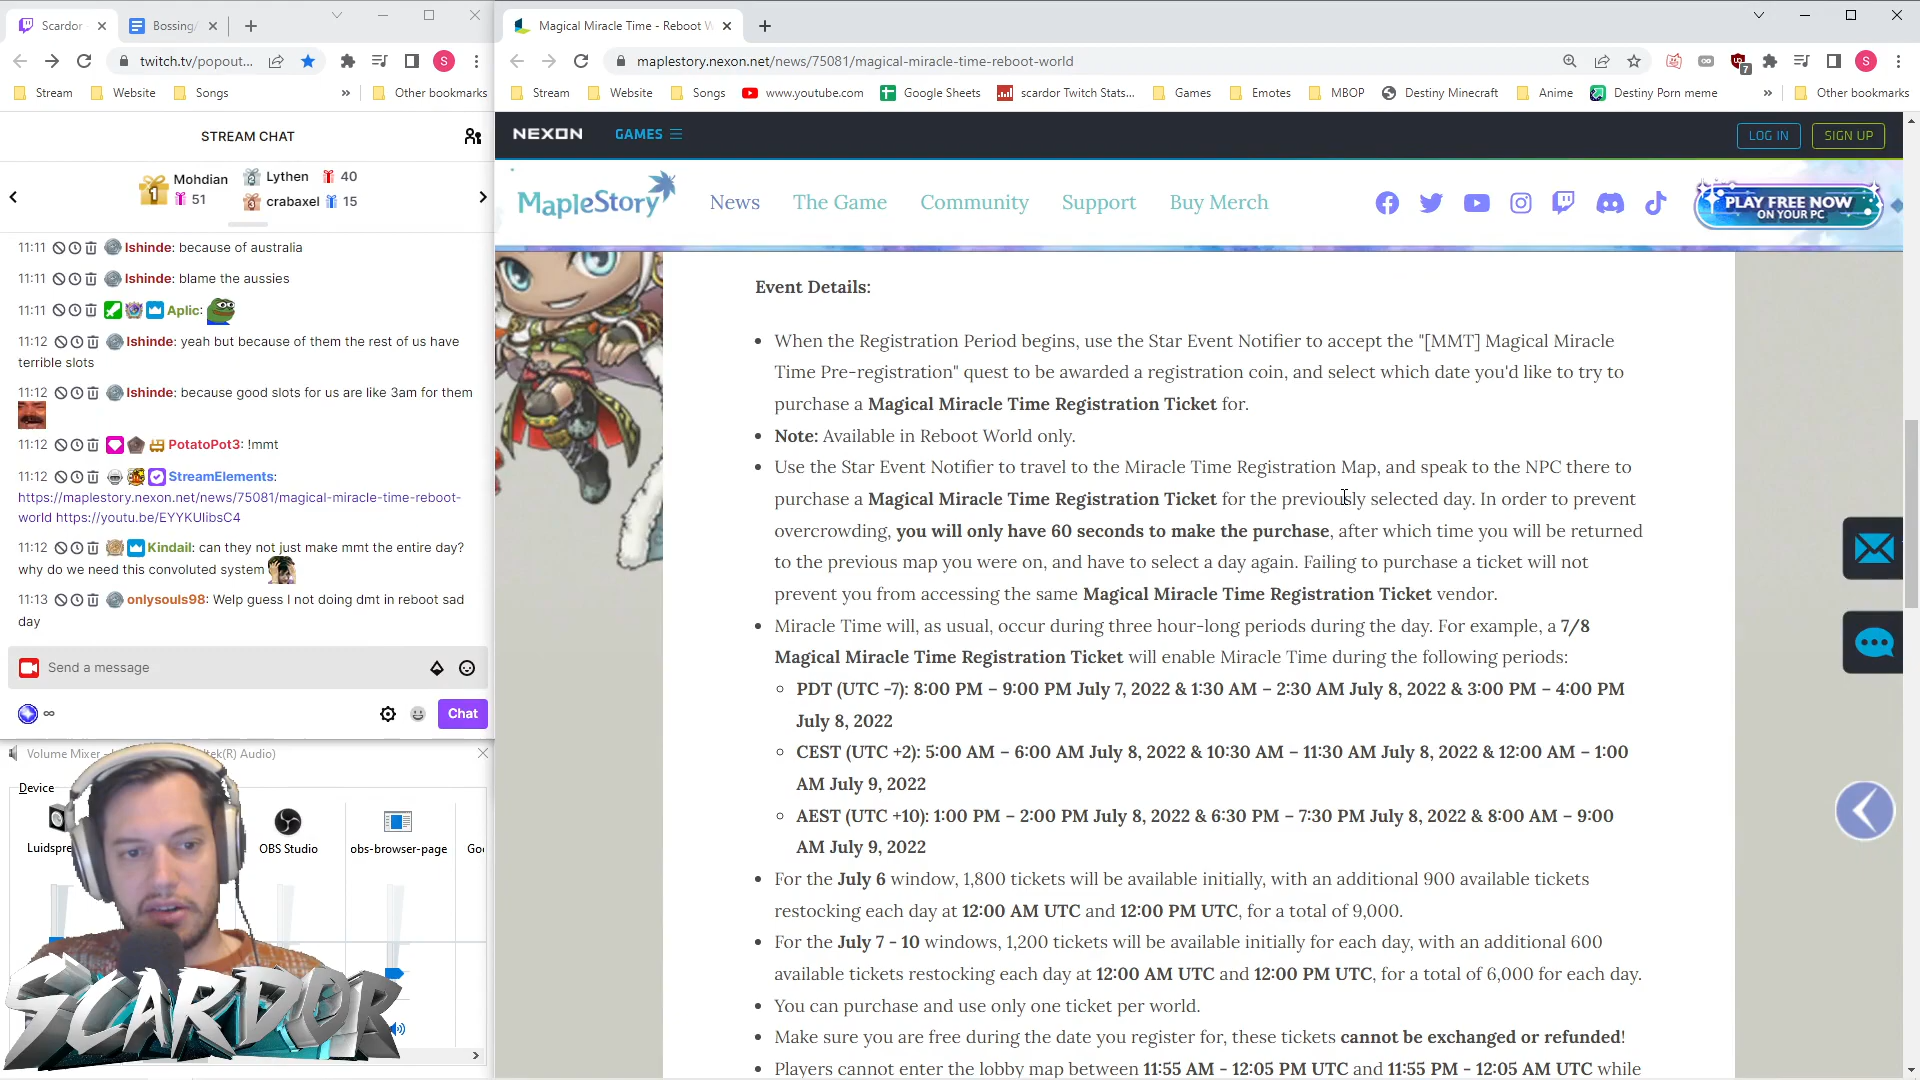 Scardor
Bossing/
Magical Miracle Time - Reboot W
twitch.tv/popout...
maplestory.nexon.net/news/75081/magical-miracle-time-reboot-world
S
S
7
Stream Website Songs » Other bookmarks
Stream Website Songs www.youtube.com Google Sheets scardor Twitch Stats... Games Emotes MBOP Destiny Minecraft Anime Destiny Porn meme » Other bookmarks
STREAM CHAT
1 Mohdian 51
2 Lythen 40
3 crabaxel 15
11:11 Ishinde: because of australia
11:11 Ishinde: blame the aussies
11:11 Aplic:
11:12 Ishinde: yeah but because of them the rest of us have
terrible slots
11:12 Ishinde: because good slots for us are like 3am for them
11:12 PotatoPot3: !mmt
11:12 StreamElements:
https://maplestory.nexon.net/news/75081/magical-miracle-time-reboot-
world https://youtu.be/EYYKUlibsC4
11:12 Kindail: can they not just make mmt the entire day?
why do we need this convoluted system
11:13 onlysouls98: Welp guess I not doing dmt in reboot sad
day
Send a message
∞
Chat
Volume Mixer
tek(R) Audio)
Device
Luidspre
OBS Studio
obs-browser-page
Goo
SCARDOR
NEXON GAMES LOG IN SIGN UP
MapleStory News The Game Community Support Buy Merch PLAY FREE NOW
ON YOUR PC
Event Details:
• When the Registration Period begins, use the Star Event Notifier to accept the "[MMT] Magical Miracle
Time Pre-registration" quest to be awarded a registration coin, and select which date you'd like to try to
purchase a Magical Miracle Time Registration Ticket for.
• Note: Available in Reboot World only.
• Use the Star Event Notifier to travel to the Miracle Time Registration Map, and speak to the NPC there to
purchase a Magical Miracle Time Registration Ticket for the previously selected day. In order to prevent
overcrowding, you will only have 60 seconds to make the purchase, after which time you will be returned
to the previous map you were on, and have to select a day again. Failing to purchase a ticket will not
prevent you from accessing the same Magical Miracle Time Registration Ticket vendor.
• Miracle Time will, as usual, occur during three hour-long periods during the day. For example, a 7/8
Magical Miracle Time Registration Ticket will enable Miracle Time during the following periods:
○ PDT (UTC -7): 8:00 PM – 9:00 PM July 7, 2022 & 1:30 AM – 2:30 AM July 8, 2022 & 3:00 PM – 4:00 PM
July 8, 2022
○ CEST (UTC +2): 5:00 AM – 6:00 AM July 8, 2022 & 10:30 AM – 11:30 AM July 8, 2022 & 12:00 AM – 1:00
AM July 9, 2022
○ AEST (UTC +10): 1:00 PM – 2:00 PM July 8, 2022 & 6:30 PM – 7:30 PM July 8, 2022 & 8:00 AM – 9:00
AM July 9, 2022
• For the July 6 window, 1,800 tickets will be available initially, with an additional 900 available tickets
restocking each day at 12:00 AM UTC and 12:00 PM UTC, for a total of 9,000.
• For the July 7 - 10 windows, 1,200 tickets will be available initially for each day, with an additional 600
available tickets restocking each day at 12:00 AM UTC and 12:00 PM UTC, for a total of 6,000 for each day.
• You can purchase and use only one ticket per world.
• Make sure you are free during the date you register for, these tickets cannot be exchanged or refunded!
• Players cannot enter the lobby map between 11:55 AM - 12:05 PM UTC and 11:55 PM - 12:05 AM UTC while